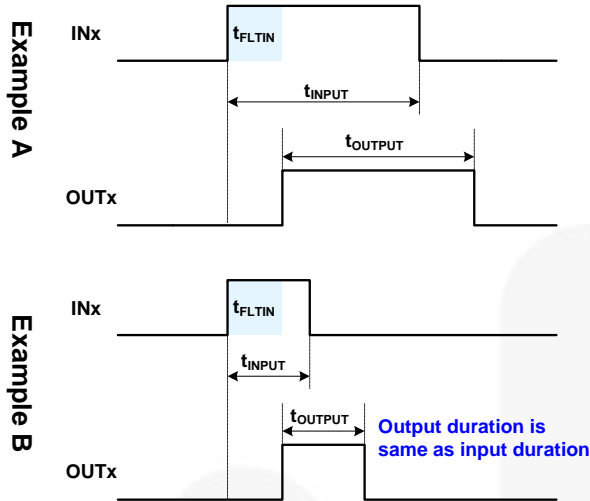 Example A
INx
tFLTIN
tINPUT
tOUTPUT
OUTx
Example B
INx
tFLTIN
tINPUT
tOUTPUT
Output duration is
same as input duration
OUTx